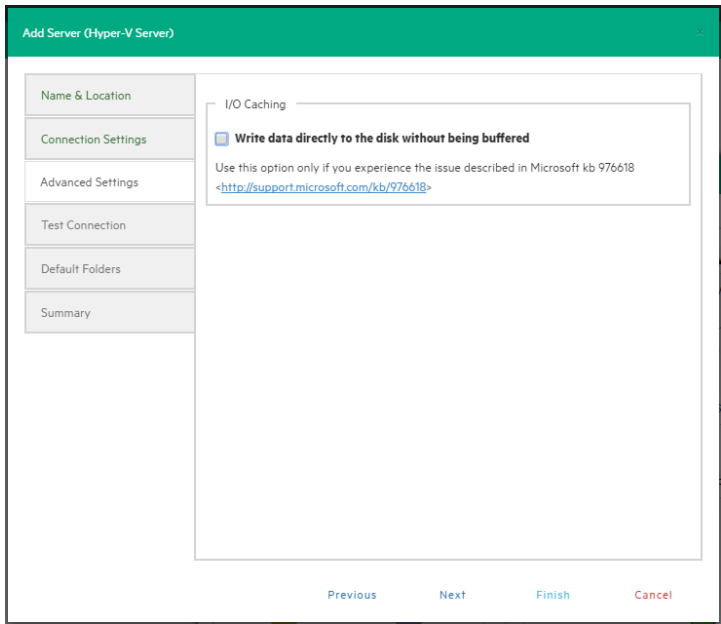 Add Server (Hyper-V Server)
×
Name & Location
Connection Settings
Advanced Settings
Test Connection
Default Folders
Summary
I/O Caching
Write data directly to the disk without being buffered
Use this option only if you experience the issue described in Microsoft kb 976618
<http://support.microsoft.com/kb/976618>
Previous Next Finish Cancel